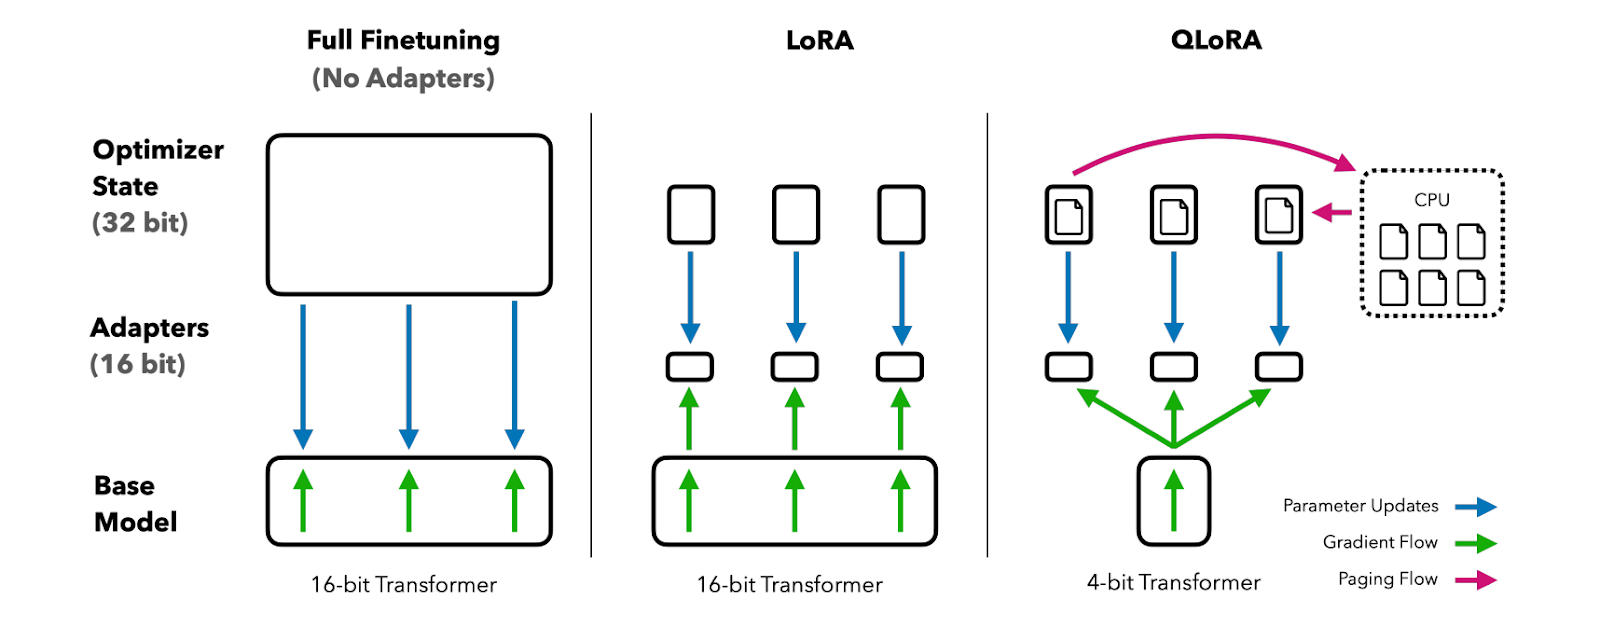 Full Finetuning
(No Adapters)
LoRA
QLoRA
Optimizer
State
(32 bit)
CPU
Adapters
(16 bit)
Base
Model
Parameter Updates
Gradient Flow
Paging Flow
16-bit Transformer
16-bit Transformer
4-bit Transformer